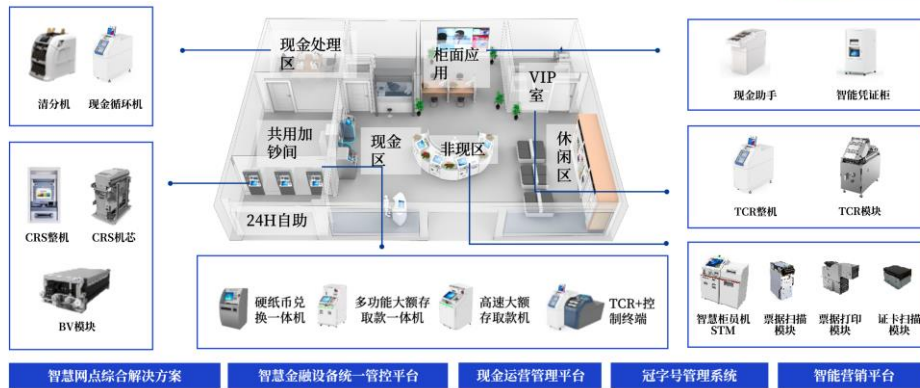 清分机
现金循环机
CRS整机
CRS机芯
BV模块
现金处理
区
柜面应
用
VIP
室
共用加
钞间
现金
区
非现区
休
闲
区
24H自助
现金助手
智能凭证柜
TCR整机
TCR模块
智慧柜员机
STM
票据扫描
模块
票据打印
模块
证卡扫描
模块
硬纸币兑
换一体机
多功能大额存
取款一体机
高速大额
存取款机
TCR+控
制终端
智慧网点综合解决方案
智慧金融设备统一管控平台
现金运营管理平台
冠字号管理系统
智能营销平台